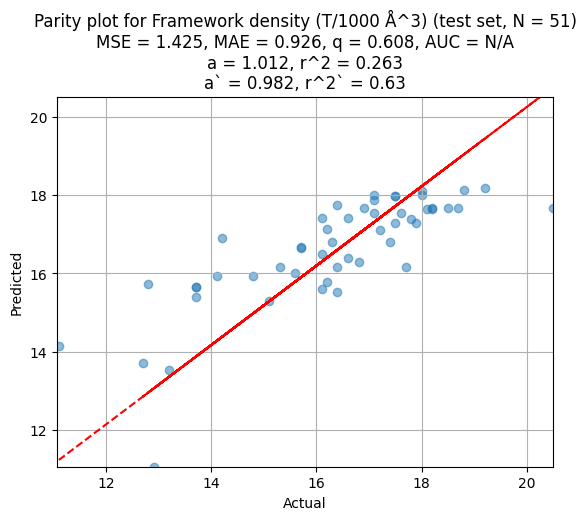 Parity plot for Framework density (T/1000 Å^3) (test set, N = 51)
MSE = 1.425, MAE = 0.926, q = 0.608, AUC = N/A
a = 1.012, r^2 = 0.263
a` = 0.982, r^2` = 0.63
20
18
16
14
12
Predicted
12 14 16 18 20
Actual